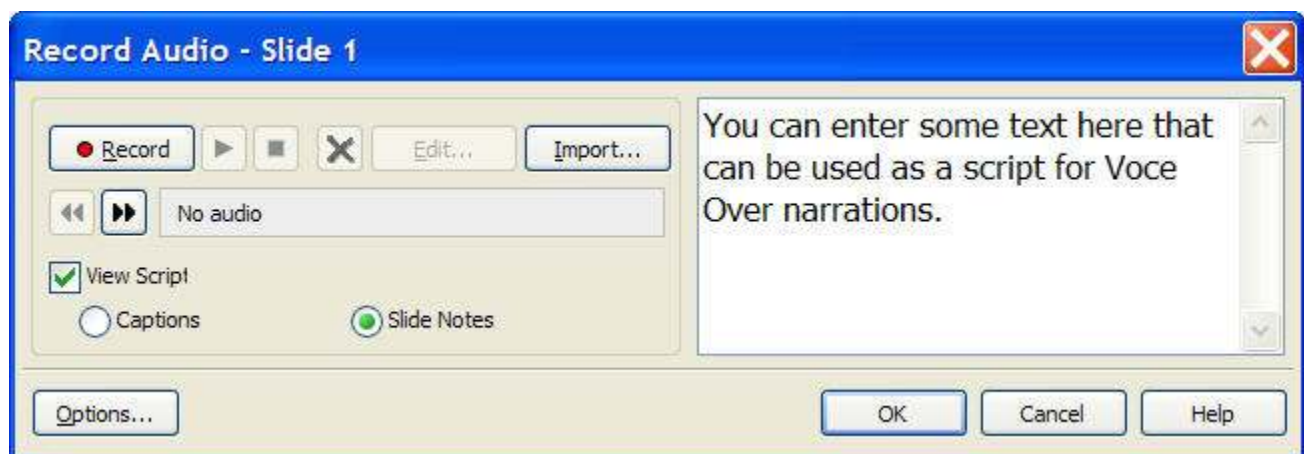 Record Audio - Slide 1
Record
Edit...
Import...
No audio
View Script
Captions
Slide Notes
You can enter some text here that
can be used as a script for Voce
Over narrations.
Options...
OK
Cancel
Help